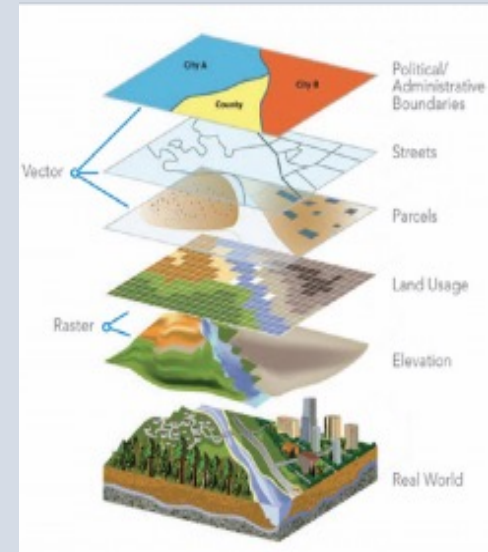 City A
City B
County
Political/
Administrative
Boundaries
Streets
Vector
Parcels
Land Usage
Raster
Elevation
Real World